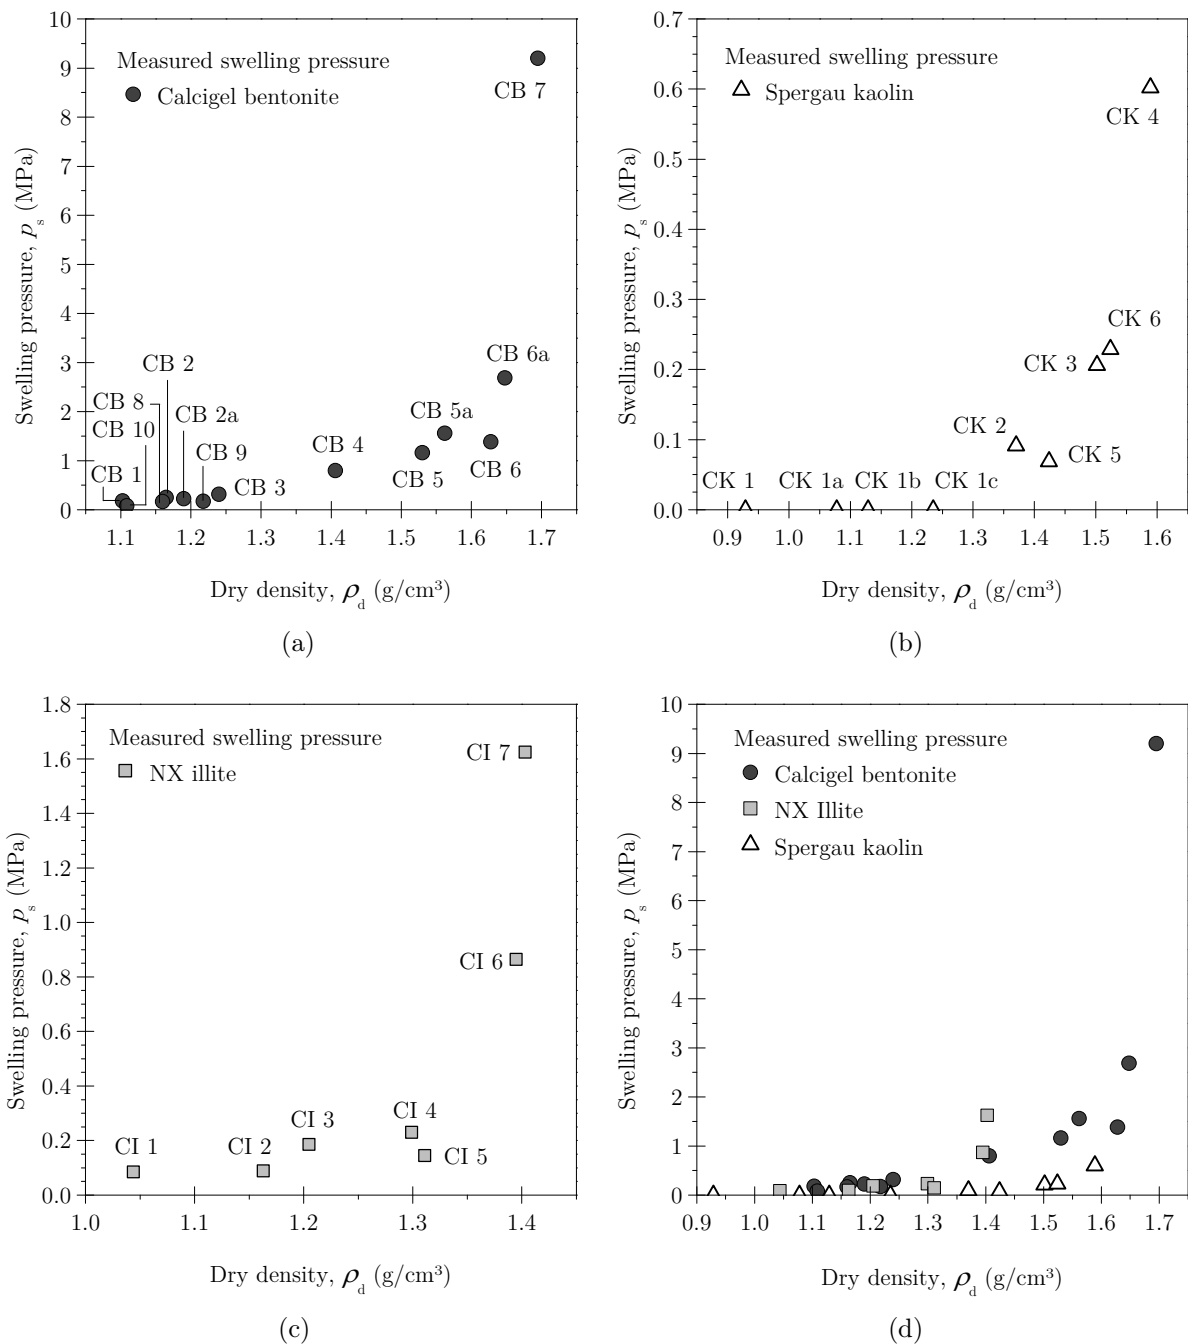 10
9
8
7
6
5
4
3
2
1
0
Swelling pressure, p_s (MPa)
Measured swelling pressure
Calcigel bentonite
CB 7
CB 6a
CB 2
CB 8
CB 10
CB 2a
CB 9
CB 1
CB 3
CB 4
CB 5a
CB 5
CB 6
1.1 1.2 1.3 1.4 1.5 1.6 1.7
Dry density, ρ_d (g/cm³)
(a)
0.7
0.6
0.5
0.4
0.3
0.2
0.1
0.0
Swelling pressure, p_s (MPa)
Measured swelling pressure
Spergau kaolin
CK 4
CK 6
CK 3
CK 2
CK 5
CK 1 CK 1a CK 1b CK 1c
0.9 1.0 1.1 1.2 1.3 1.4 1.5 1.6
Dry density, ρ_d (g/cm³)
(b)
1.8
1.6
1.4
1.2
1.0
0.8
0.6
0.4
0.2
0.0
Swelling pressure, p_s (MPa)
Measured swelling pressure
NX illite
CI 7
CI 6
CI 4
CI 3
CI 1
CI 2
CI 5
1.0 1.1 1.2 1.3 1.4
Dry density, ρ_d (g/cm³)
(c)
10
9
8
7
6
5
4
3
2
1
0
Swelling pressure, p_s (MPa)
Measured swelling pressure
Calcigel bentonite
NX Illite
Spergau kaolin
0.9 1.0 1.1 1.2 1.3 1.4 1.5 1.6 1.7
Dry density, ρ_d (g/cm³)
(d)